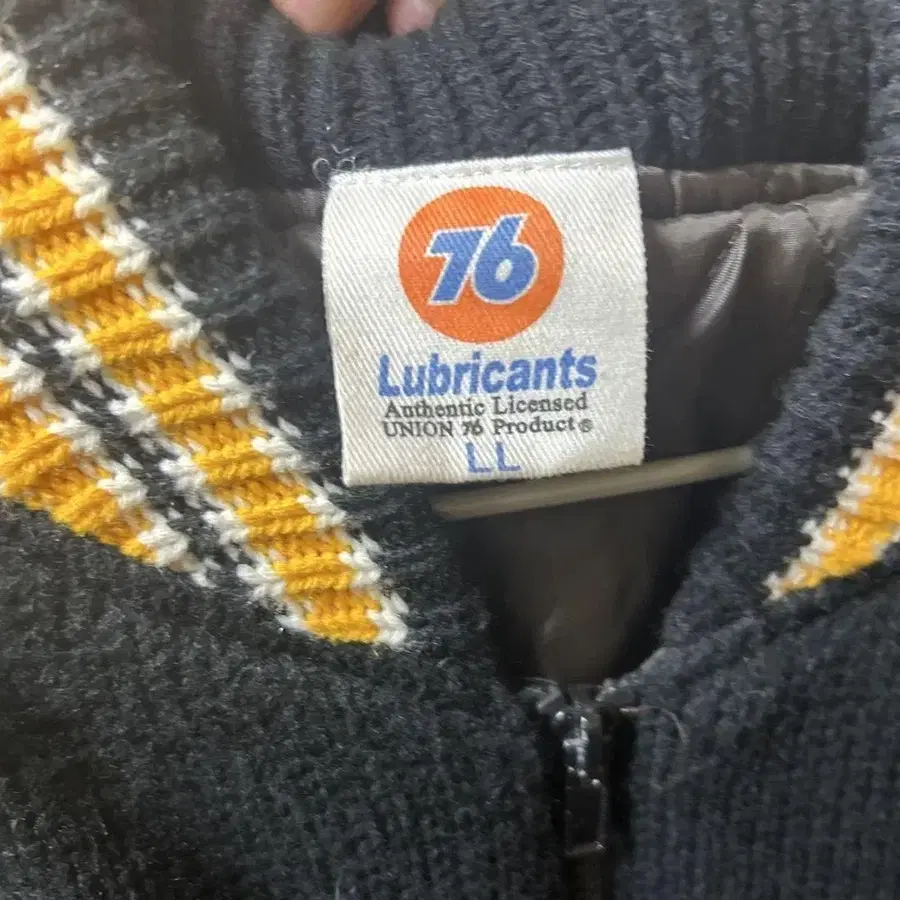 76
Lubricants
Authentic Licensed
UNION 76 Product®
LL